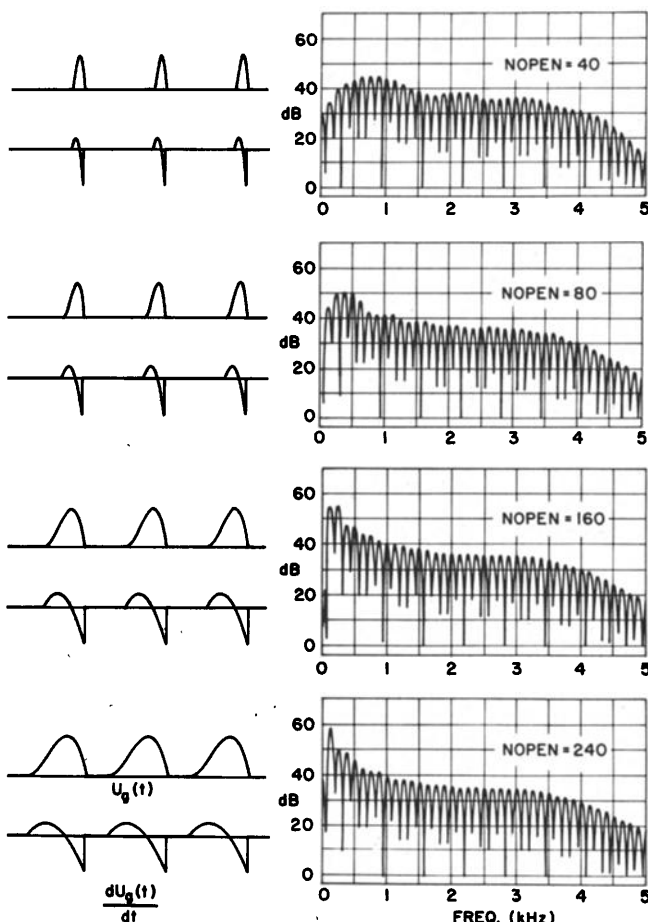 60
NOPEN = 40
40
dB
20
0
0 1 2 3 4 5
60
NOPEN = 80
40
dB
20
0
0 1 2 3 4 5
60
NOPEN = 160
40
dB
20
0
0 1 2 3 4 5
60
NOPEN = 240
40
Ug(t)
dB
20
0
0 1 2 3 4 5
dUg(t)
dt
FREQ. (kHz)